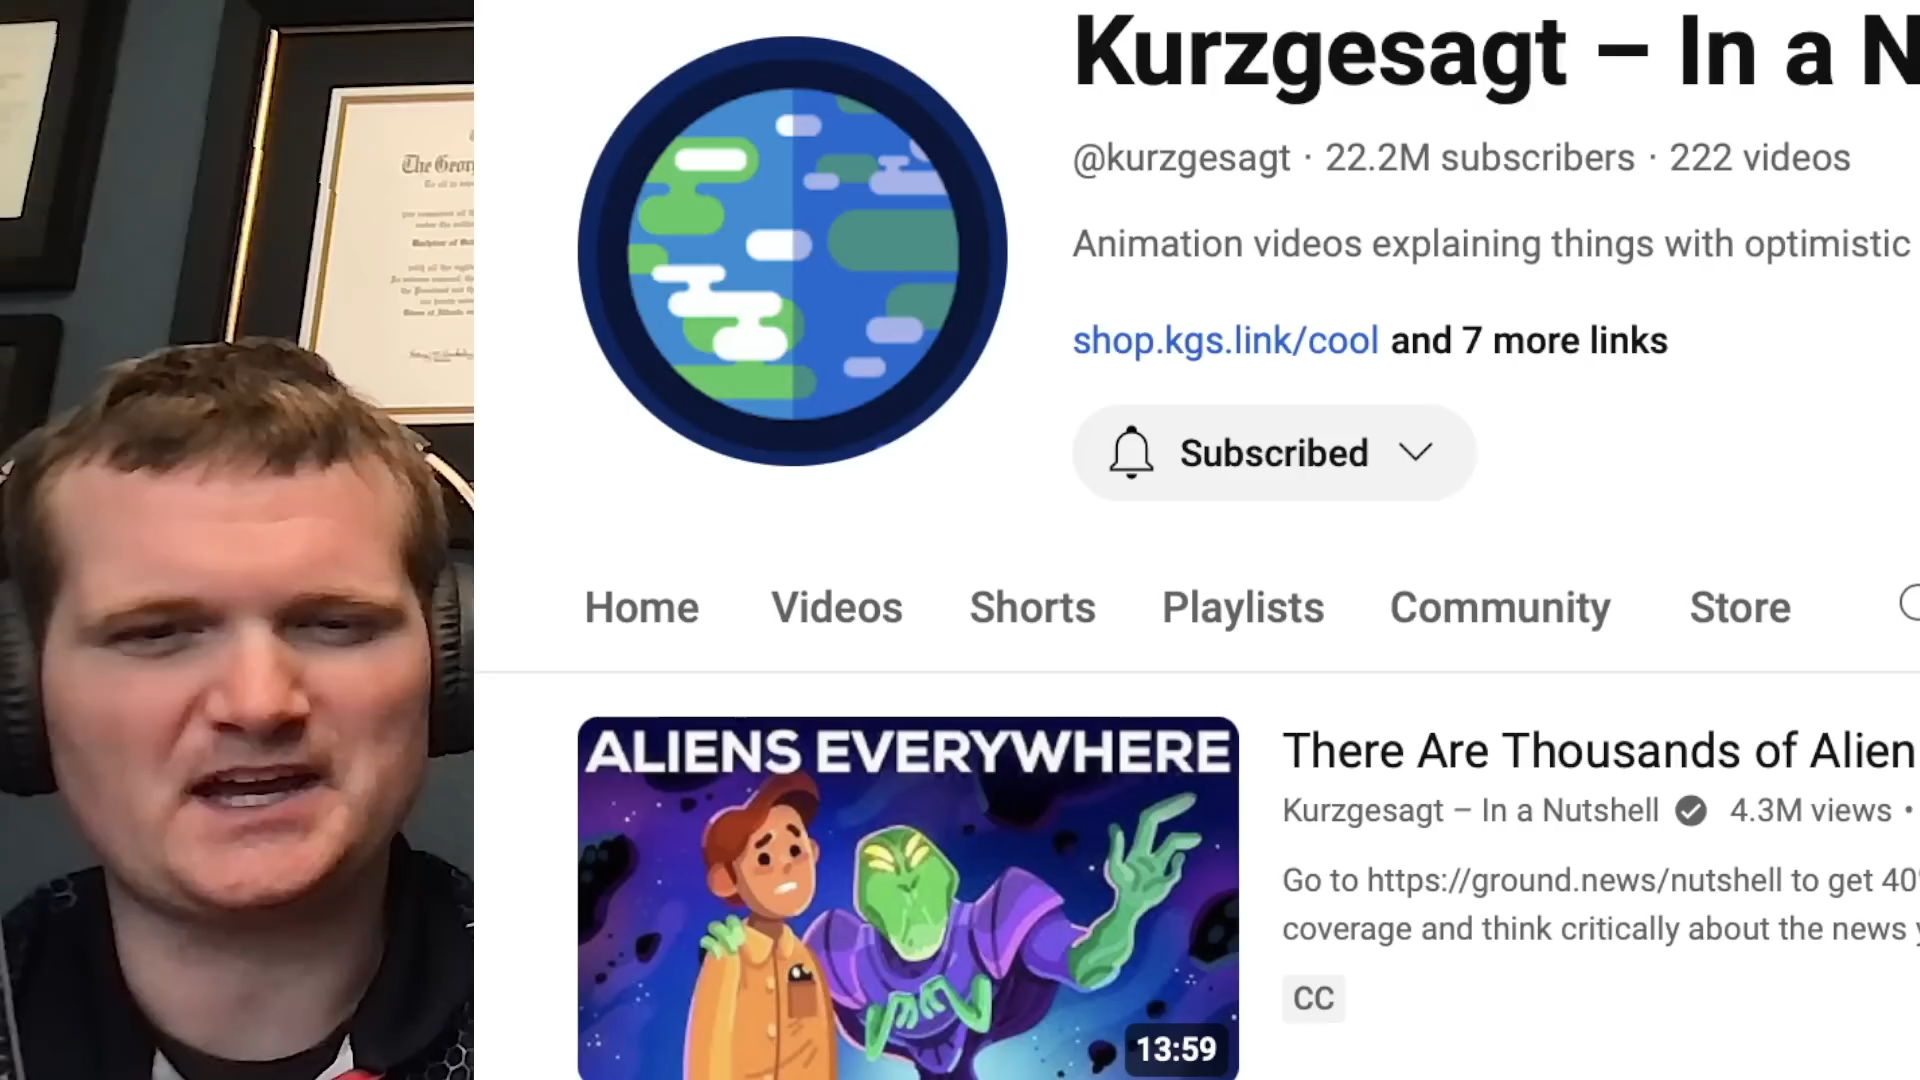 The Geor
Kurzgesagt – In a N
@kurzgesagt · 22.2M subscribers · 222 videos
Animation videos explaining things with optimistic
shop.kgs.link/cool and 7 more links
Subscribed
Home Videos Shorts Playlists Community Store
ALIENS EVERYWHERE
13:59
There Are Thousands of Alien
Kurzgesagt – In a Nutshell 4.3M views •
Go to https://ground.news/nutshell to get 40
coverage and think critically about the news
CC